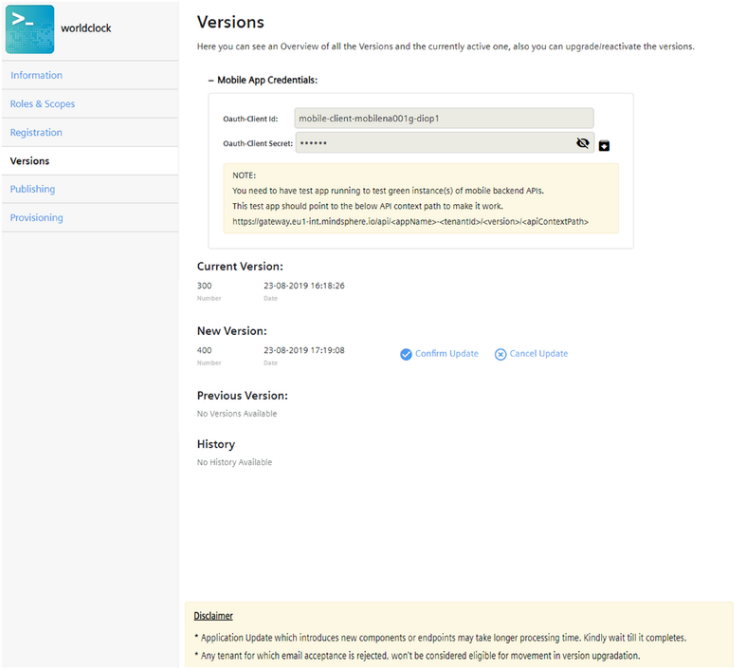 >_
worldclock
Information
Roles & Scopes
Registration
Versions
Publishing
Provisioning
Versions
Here you can see an Overview of all the Versions and the currently active one, also you can upgrade/reactivate the versions.
– Mobile App Credentials:
Oauth-Client Id: mobile-client-mobilena001g-diop1
Oauth-Client Secret: ••••••
NOTE:
You need to have test app running to test green instance(s) of mobile backend APIs.
This test app should point to the below API context path to make it work.
https://gateway.eu1-int.mindsphere.io/api/<appName>-<tenantId>/<version>/<apiContextPath>
Current Version:
300 23-08-2019 16:18:26
Number Date
New Version:
400 23-08-2019 17:19:08 Confirm Update Cancel Update
Number Date
Previous Version:
No Versions Available
History
No History Available
Disclaimer
* Application Update which introduces new components or endpoints may take longer processing time. Kindly wait till it completes.
* Any tenant for which email acceptance is rejected, won't be considered eligible for movement in version upgradation.